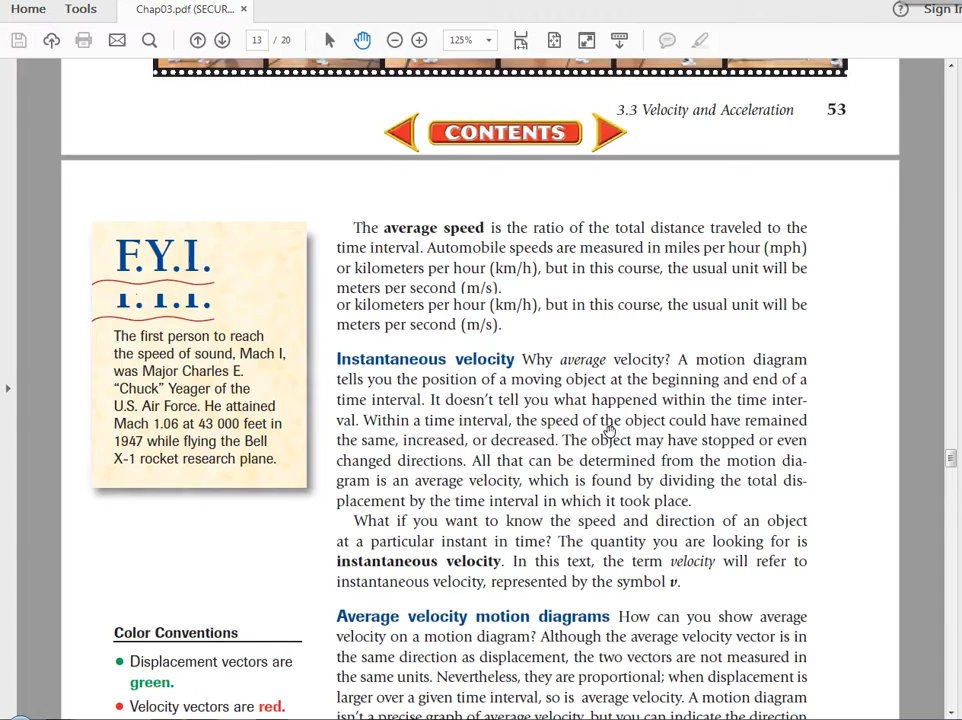 Home Tools Chap03.pdf (SECUR... × Sign
13 / 20 125%
3.3 Velocity and Acceleration 53
CONTENTS
F.Y.I.
F.Y.I.
The first person to reach
the speed of sound, Mach I,
was Major Charles E.
“Chuck” Yeager of the
U.S. Air Force. He attained
Mach 1.06 at 43 000 feet in
1947 while flying the Bell
X-1 rocket research plane.
The average speed is the ratio of the total distance traveled to the
time interval. Automobile speeds are measured in miles per hour (mph)
or kilometers per hour (km/h), but in this course, the usual unit will be
meters per second (m/s).
or kilometers per hour (km/h), but in this course, the usual unit will be
meters per second (m/s).
Instantaneous velocity Why average velocity? A motion diagram
tells you the position of a moving object at the beginning and end of a
time interval. It doesn’t tell you what happened within the time inter-
val. Within a time interval, the speed of the object could have remained
the same, increased, or decreased. The object may have stopped or even
changed directions. All that can be determined from the motion dia-
gram is an average velocity, which is found by dividing the total dis-
placement by the time interval in which it took place.
What if you want to know the speed and direction of an object
at a particular instant in time? The quantity you are looking for is
instantaneous velocity. In this text, the term velocity will refer to
instantaneous velocity, represented by the symbol v.
Color Conventions
• Displacement vectors are
green.
• Velocity vectors are red.
Average velocity motion diagrams How can you show average
velocity on a motion diagram? Although the average velocity vector is in
the same direction as displacement, the two vectors are not measured in
the same units. Nevertheless, they are proportional; when displacement is
larger over a given time interval, so is average velocity. A motion diagram
isn’t a precise graph of average velocity, but you can indicate the direction